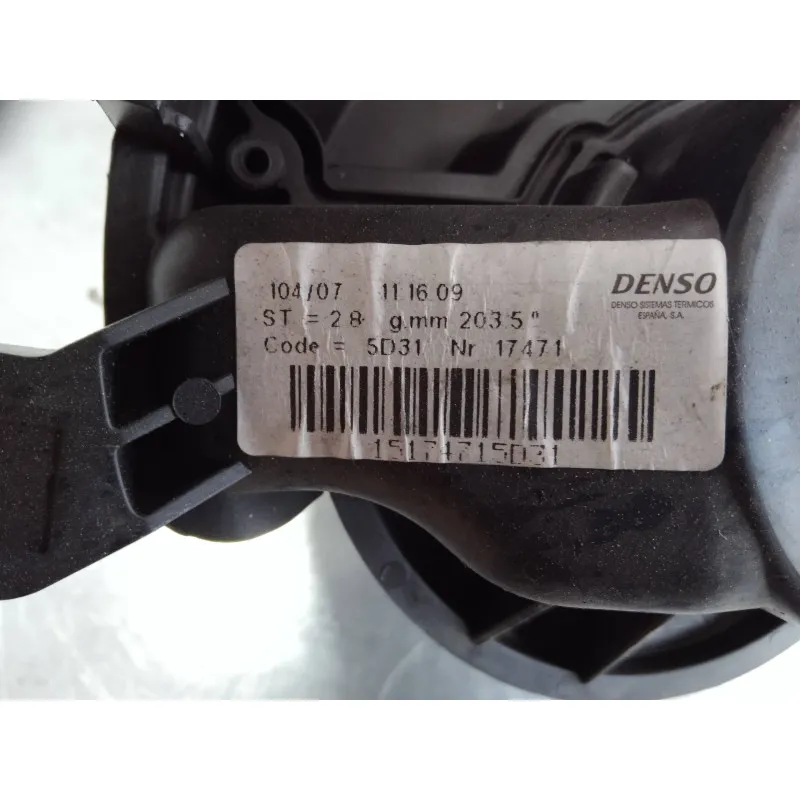 104/07 11.16.09
ST = 2.8 g.mm 203.5°
Code = 5D31 Nr 17471
15174715D31
DENSO
DENSO SISTEMAS TERMICOS
ESPAÑA, S.A.